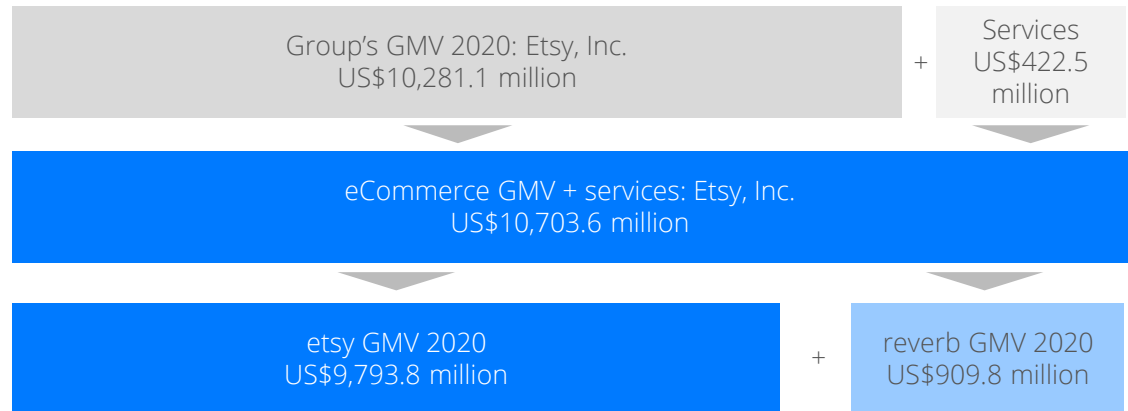 Group's GMV 2020: Etsy, Inc.
US$10,281.1 million
+
Services
US$422.5
million
eCommerce GMV + services: Etsy, Inc.
US$10,703.6 million
etsy GMV 2020
US$9,793.8 million
+
reverb GMV 2020
US$909.8 million